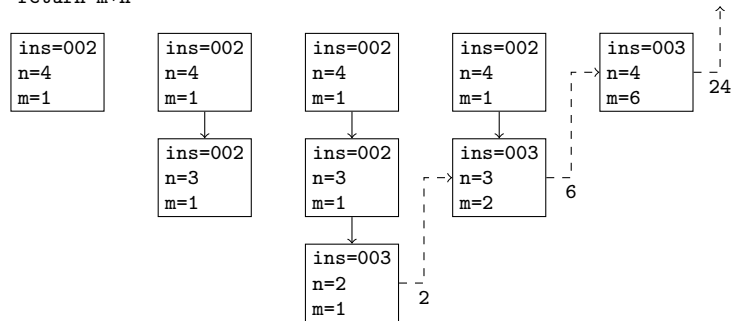 return m*n
ins=002
n=4
m=1
ins=002
n=4
m=1
ins=002
n=4
m=1
ins=002
n=4
m=1
ins=003
n=4
m=6
24
ins=002
n=3
m=1
ins=002
n=3
m=1
ins=003
n=3
m=2
6
ins=003
n=2
m=1
2